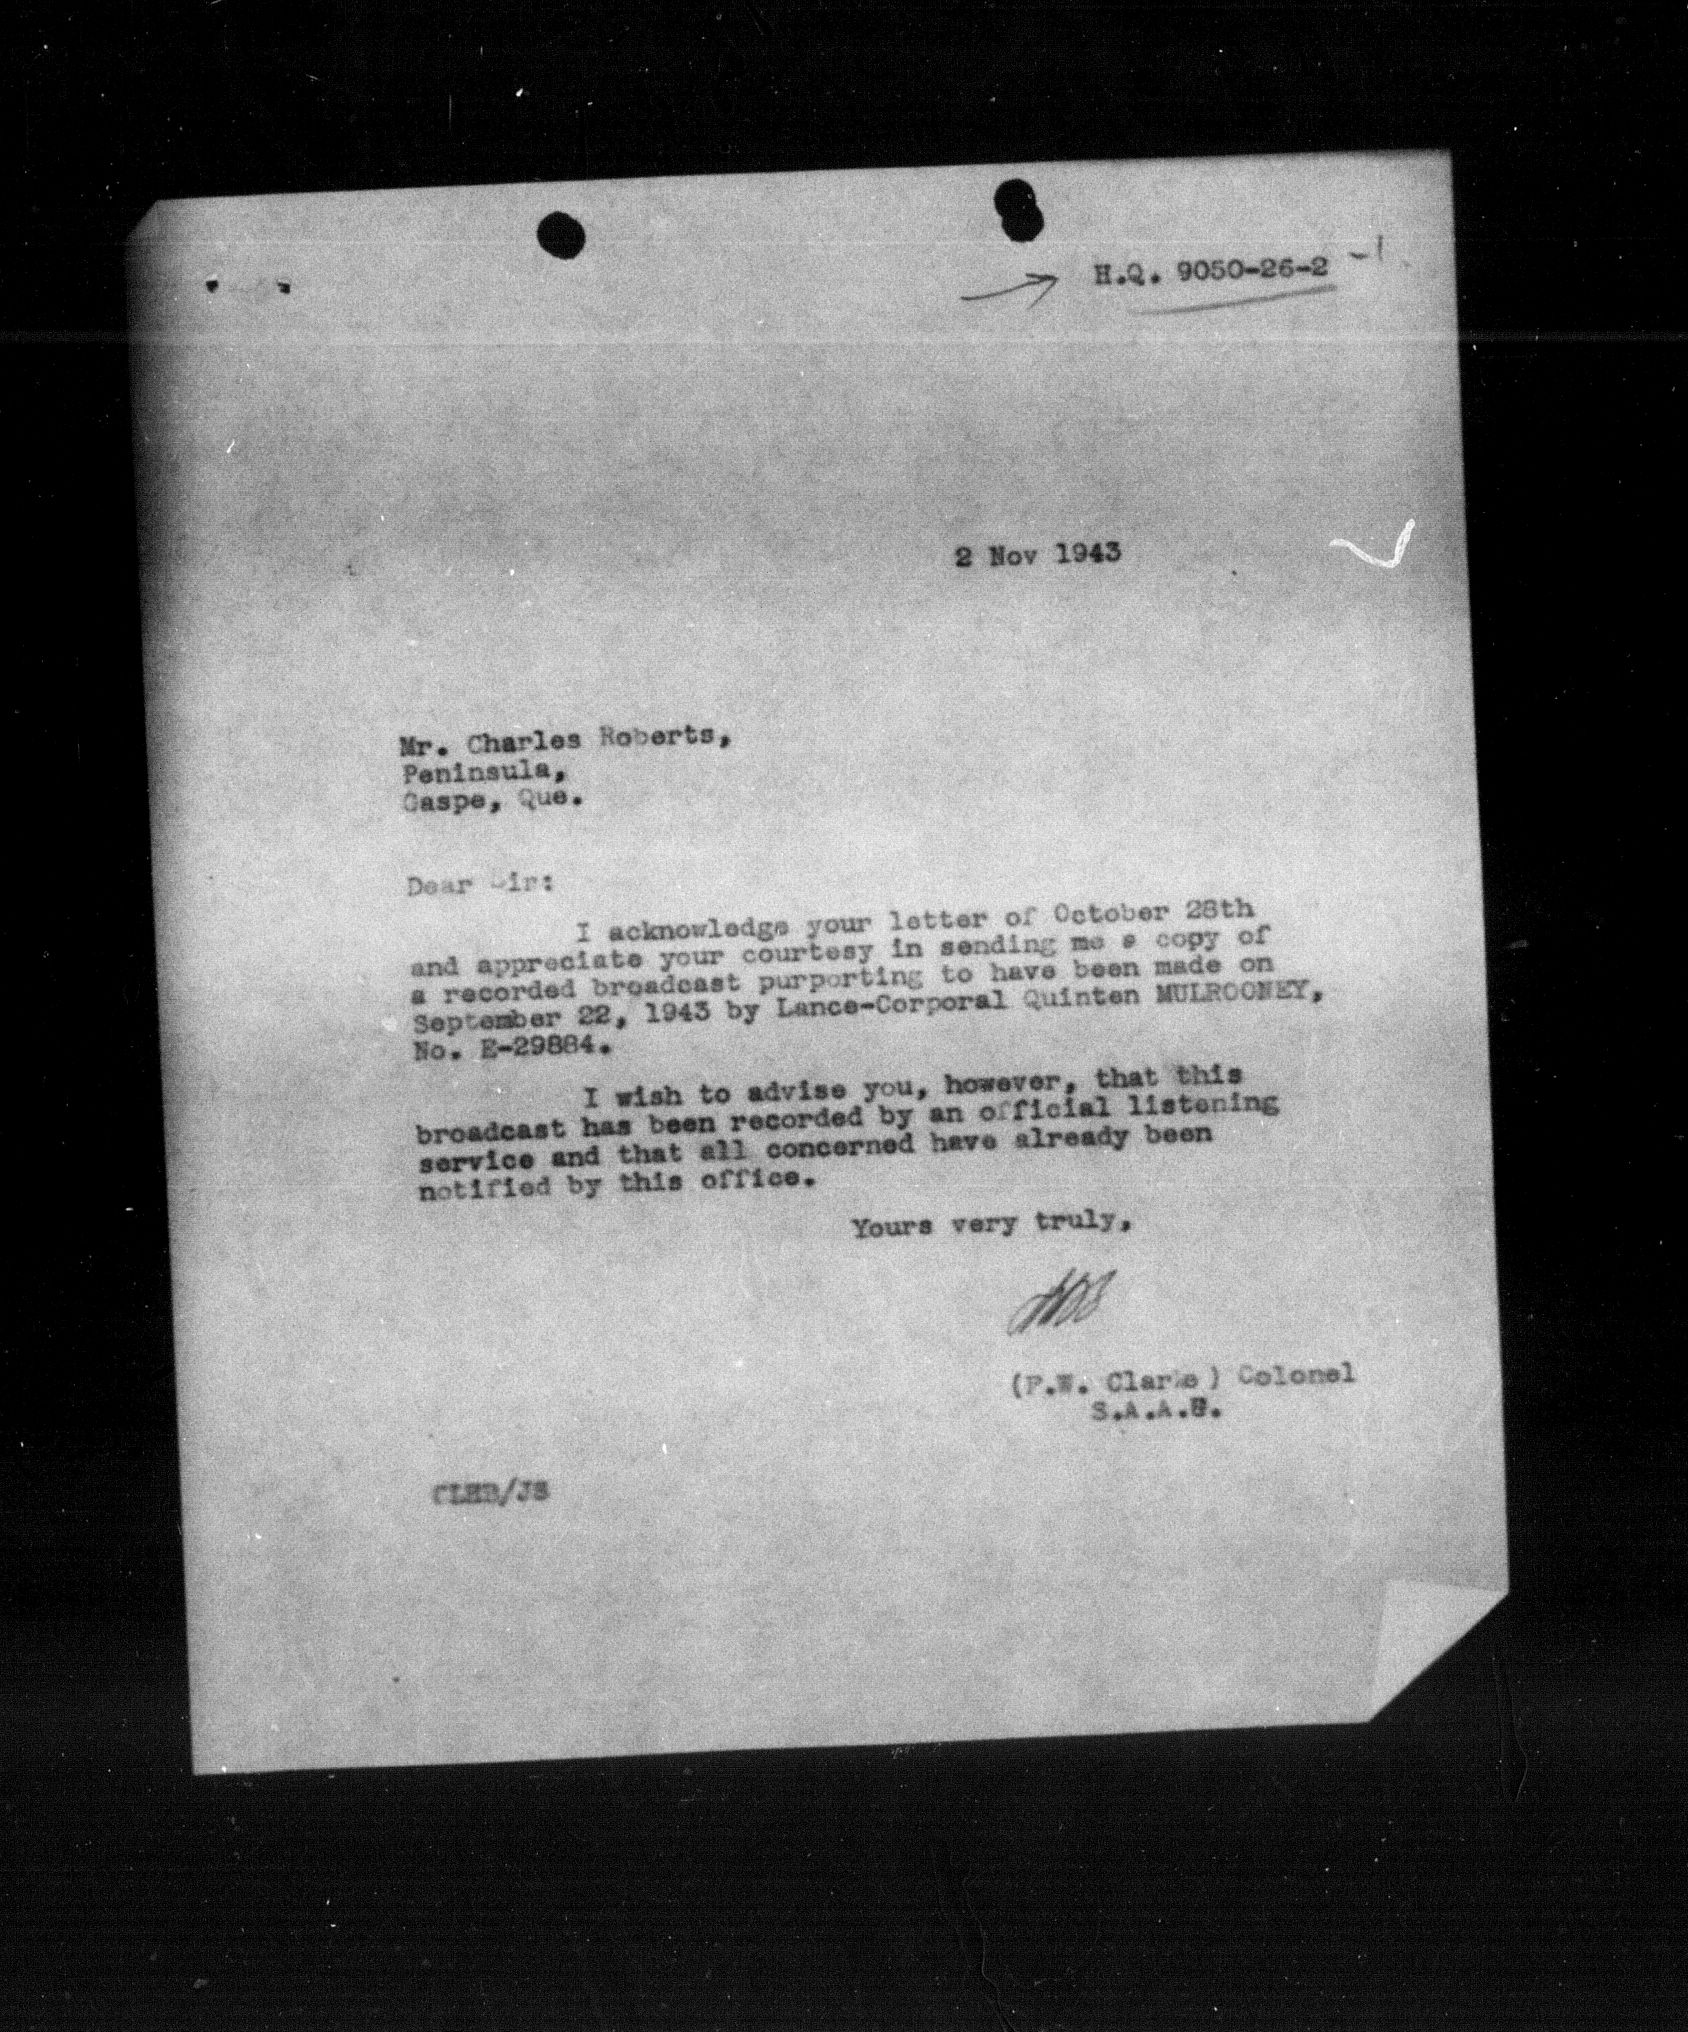 H.Q. 9050-26-2 -1
2 Nov 1943
Mr. Charles Roberts,
Peninsula,
Gaspe, Que.
Dear Sir:
I acknowledge your letter of October 28th
and appreciate your courtesy in sending me a copy of
a recorded broadcast purporting to have been made on
September 22, 1943 by Lance-Corporal Quinten MULROONEY,
No. E-29884.
I wish to advise you, however, that this
broadcast has been recorded by an official listening
service and that all concerned have already been
notified by this office.
Yours very truly,
(F.W. Clarke) Colonel
S.A.A.G.
CLHB/JS